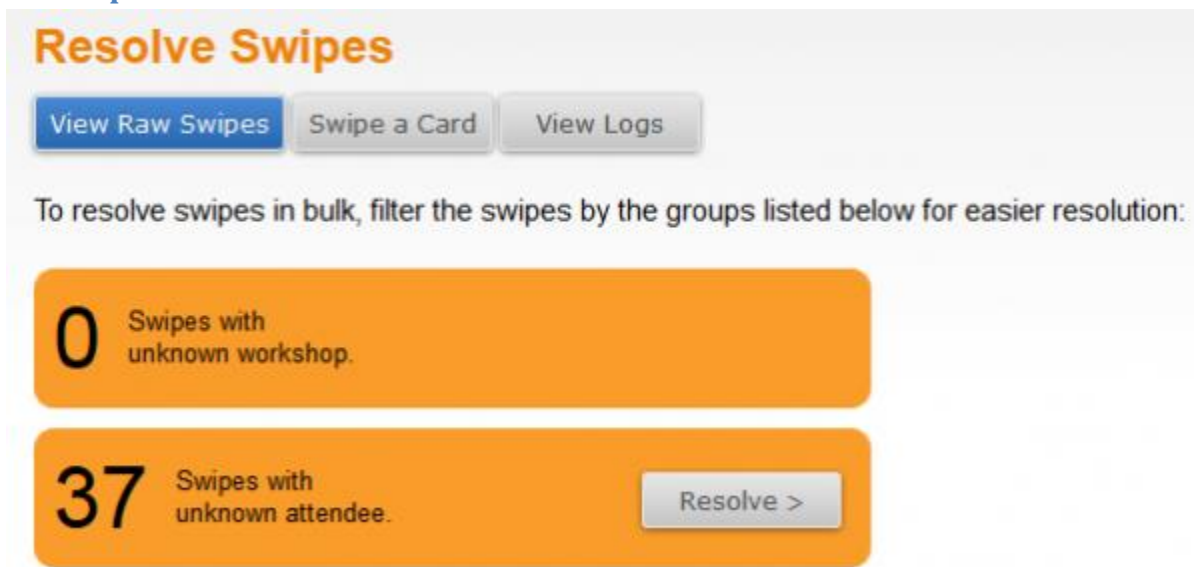 Resolve Swipes
View Raw Swipes Swipe a Card View Logs
To resolve swipes in bulk, filter the swipes by the groups listed below for easier resolution:
0 Swipes with
unknown workshop.
37 Swipes with
unknown attendee.
Resolve >